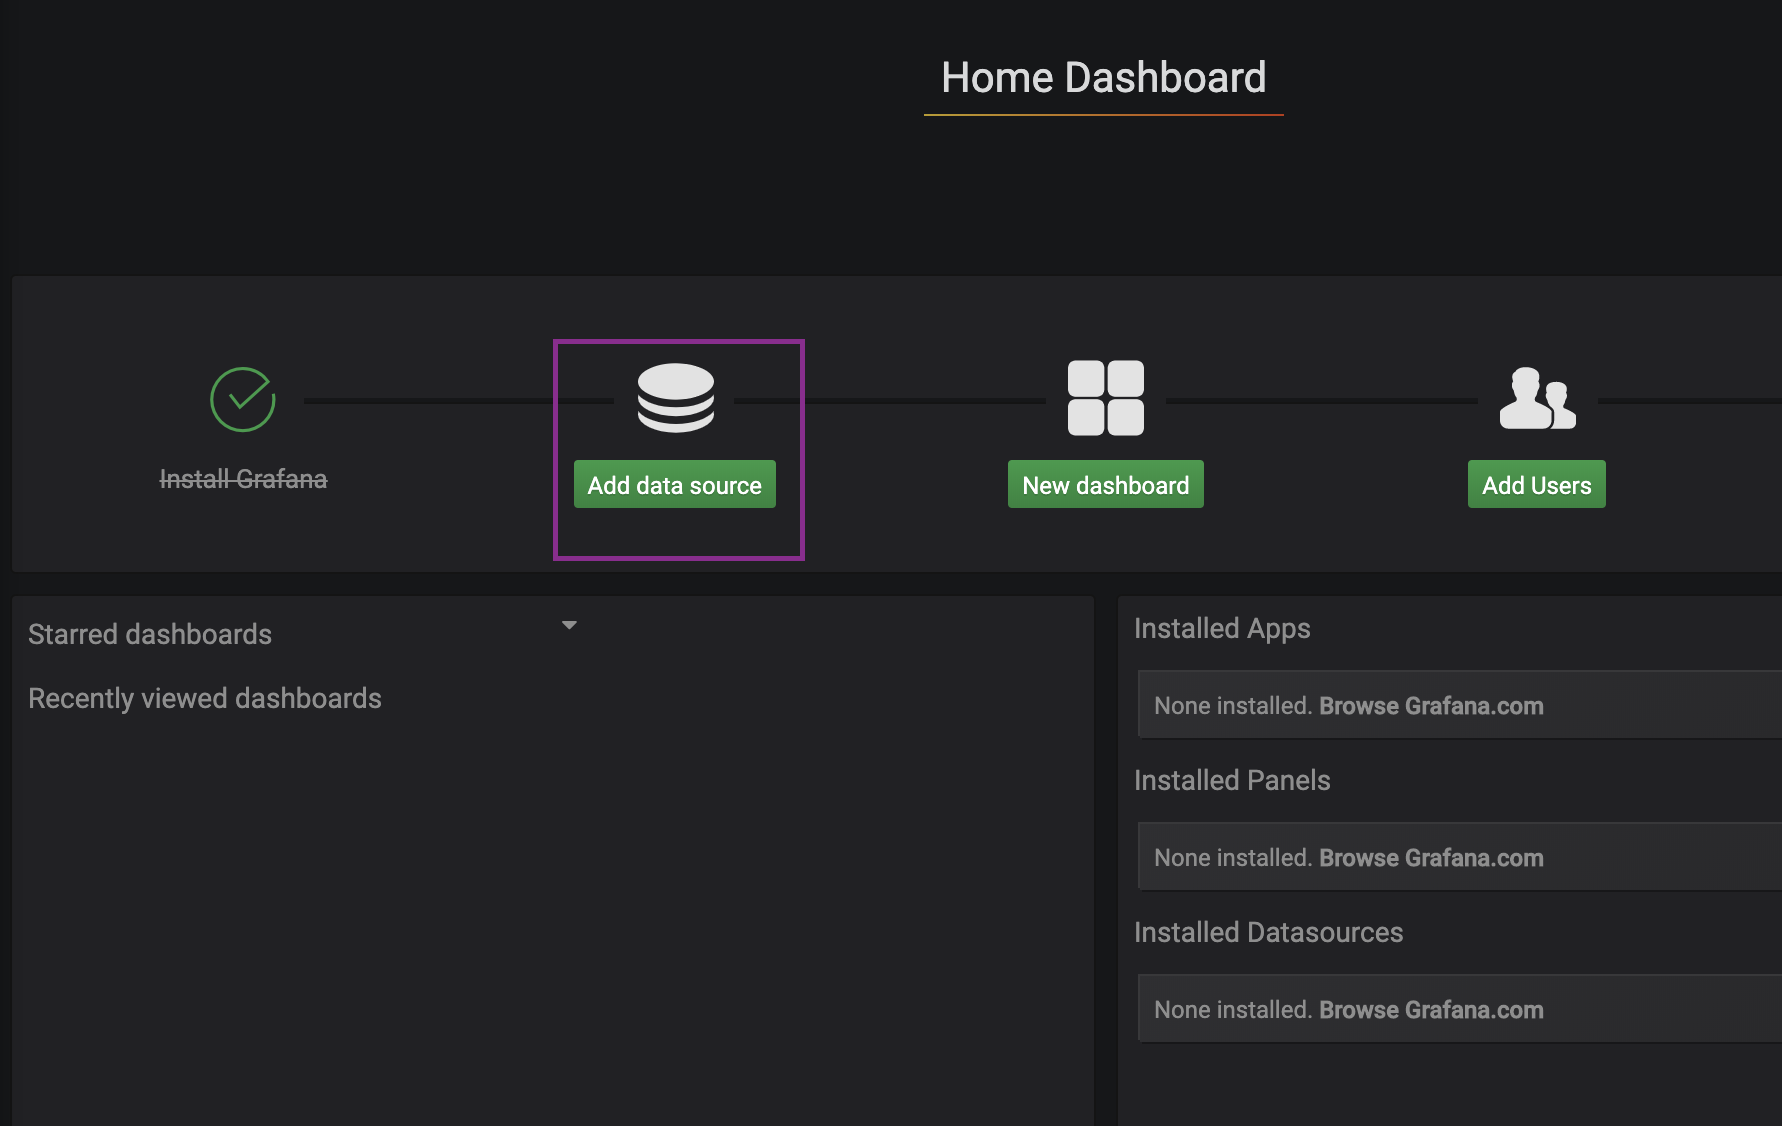 Home Dashboard
Install Grafana
Add data source
New dashboard
Add Users
Starred dashboards
Recently viewed dashboards
Installed Apps
None installed. Browse Grafana.com
Installed Panels
None installed. Browse Grafana.com
Installed Datasources
None installed. Browse Grafana.com